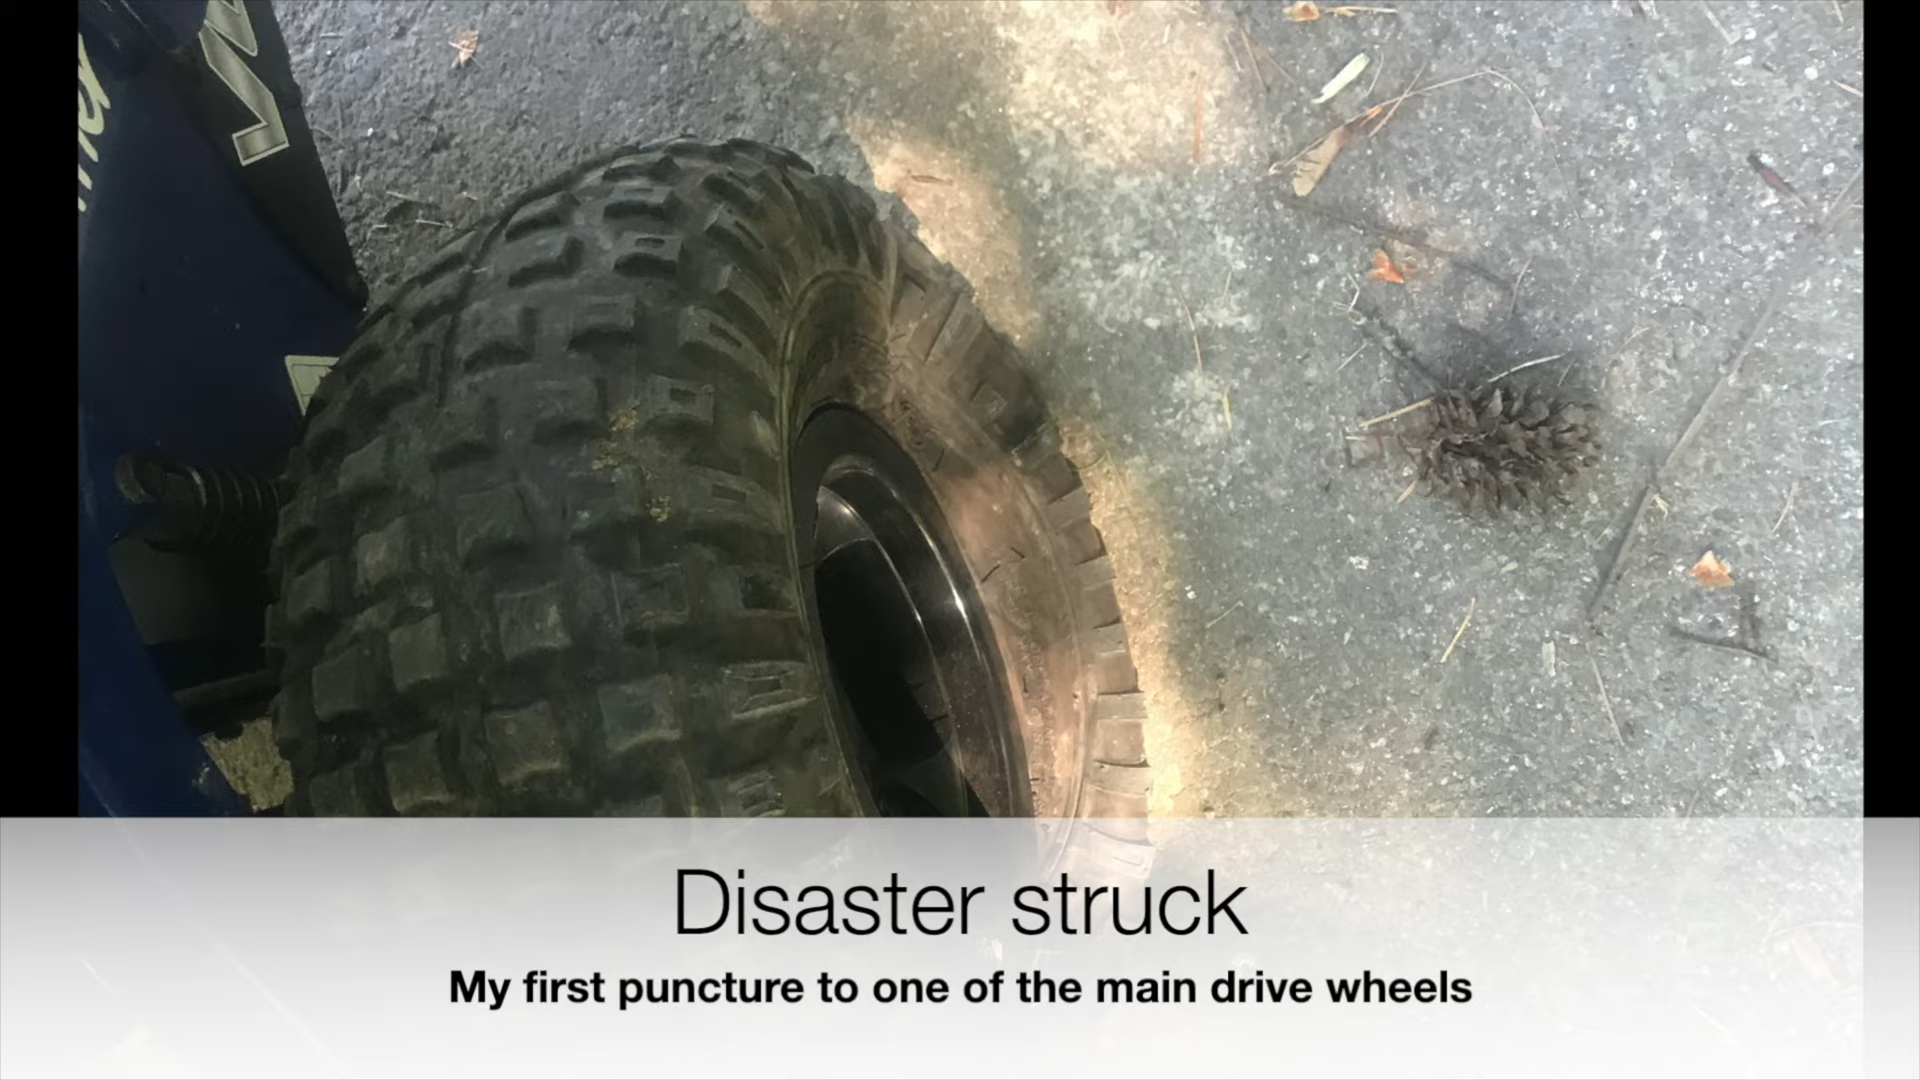 Disaster struck
My first puncture to one of the main drive wheels